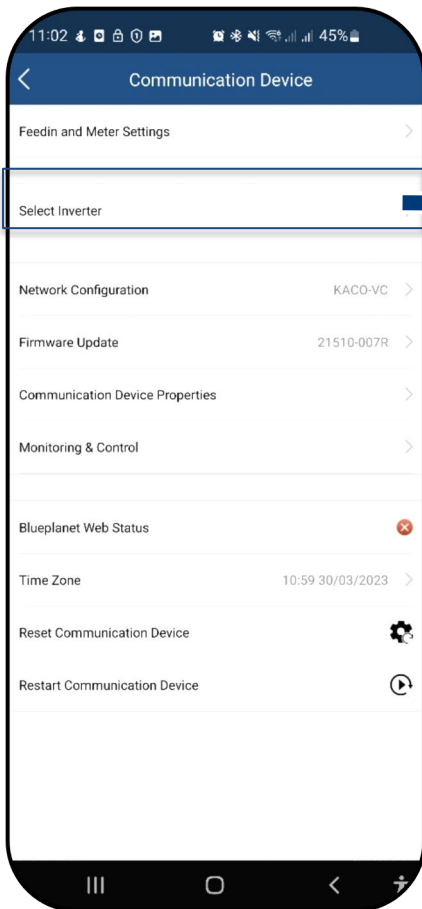 11:02 45%
Communication Device
Feedin and Meter Settings
Select Inverter
Network Configuration KACO-VC
Firmware Update 21510-007R
Communication Device Properties
Monitoring & Control
Blueplanet Web Status
Time Zone 10:59 30/03/2023
Reset Communication Device
Restart Communication Device